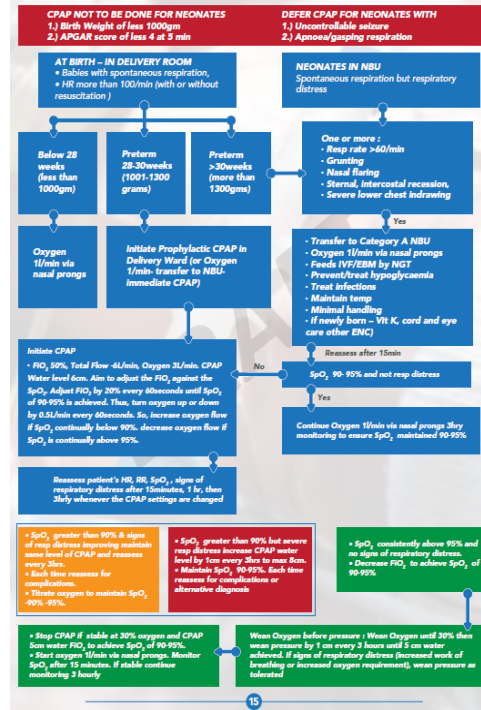 CPAP NOT TO BE DONE FOR NEONATES
1.) Birth Weight of less 1000gm
2.) APGAR score of less 4 at 5 min
DEFER CPAP FOR NEONATES WITH
1.) Uncontrollable seizure
2.) Apnoea/gasping respiration
AT BIRTH – IN DELIVERY ROOM
• Babies with spontaneous respiration,
• HR more than 100/min (with or without
resuscitation )
NEONATES IN NBU
Spontaneous respiration but respiratory
distress
Below 28
weeks
(less than
1000gm)
Preterm
28-30weeks
(1001-1300
grams)
Preterm
>30weeks
(more than
1300gms)
One or more :
• Resp rate >60/min
• Grunting
• Nasal flaring
• Sternal, intercostal recession,
• Severe lower chest indrawing
Yes
Oxygen
1l/min via
nasal prongs
Initiate Prophylactic CPAP in
Delivery Ward (or Oxygen
1/min- transfer to NBU-
immediate CPAP)
• Transfer to Category A NBU
• Oxygen 1l/min via nasal prongs
• Feeds IVF/EBM by NGT
• Prevent/treat hypoglycaemia
• Treat infections
• Maintain temp
• Minimal handling
• if newly born – Vit K, cord and eye
care other ENC)
Reassess after 15min
Initiate CPAP
• FiO2 50%, Total Flow -6L/min, Oxygen 3L/min. CPAP
Water level 6cm. Aim to adjust the FiO2 against the
SpO2. Adjust FiO2 by 20% every 60seconds until SpO2
of 90-95% is achieved. Thus, turn oxygen up or down
by 0.5L/min every 60seconds. So, increase oxygen flow
if SpO2 continually below 90%. decrease oxygen flow if
SpO2 is continually above 95%.
No
SpO2 90- 95% and not resp distress
Yes
Continue Oxygen 1l/min via nasal prongs 3hry
monitoring to ensure SpO2 maintained 90-95%
Reassess patient's HR, RR, SpO2 , signs of
respiratory distress after 15minutes, 1 hr, then
3hrly whenever the CPAP settings are changed
• SpO2 greater than 90% & signs
of resp distress improving maintain
same level of CPAP and reassess
every 3hrs.
• Each time reassess for
complications.
• Titrate oxygen to maintain SpO2
-90% -95%.
• SpO2 greater than 90% but severe
resp distress increase CPAP water
level by 1cm every 3hrs to max 8cm.
• Maintain SpO2 90-95%. Each time
reassess for complications or
alternative diagnosis
• SpO2 consistently above 95% and
no signs of respiratory distress.
• Decrease FiO2 to achieve SpO2 of
90-95%
• Stop CPAP if stable at 30% oxygen and CPAP
5cm water FiO2 to achieve SpO2 of 90-95%.
• Start oxygen 1l/min via nasal prongs. Monitor
SpO2 after 15 minutes. If stable continue
monitoring 3 hourly
Wean Oxygen before pressure : Wean Oxygen until 30% then
wean pressure by 1 cm every 3 hours until 5 cm water
achieved. If signs of respiratory distress (increased work of
breathing or increased oxygen requirement), wean pressure as
tolerated
15